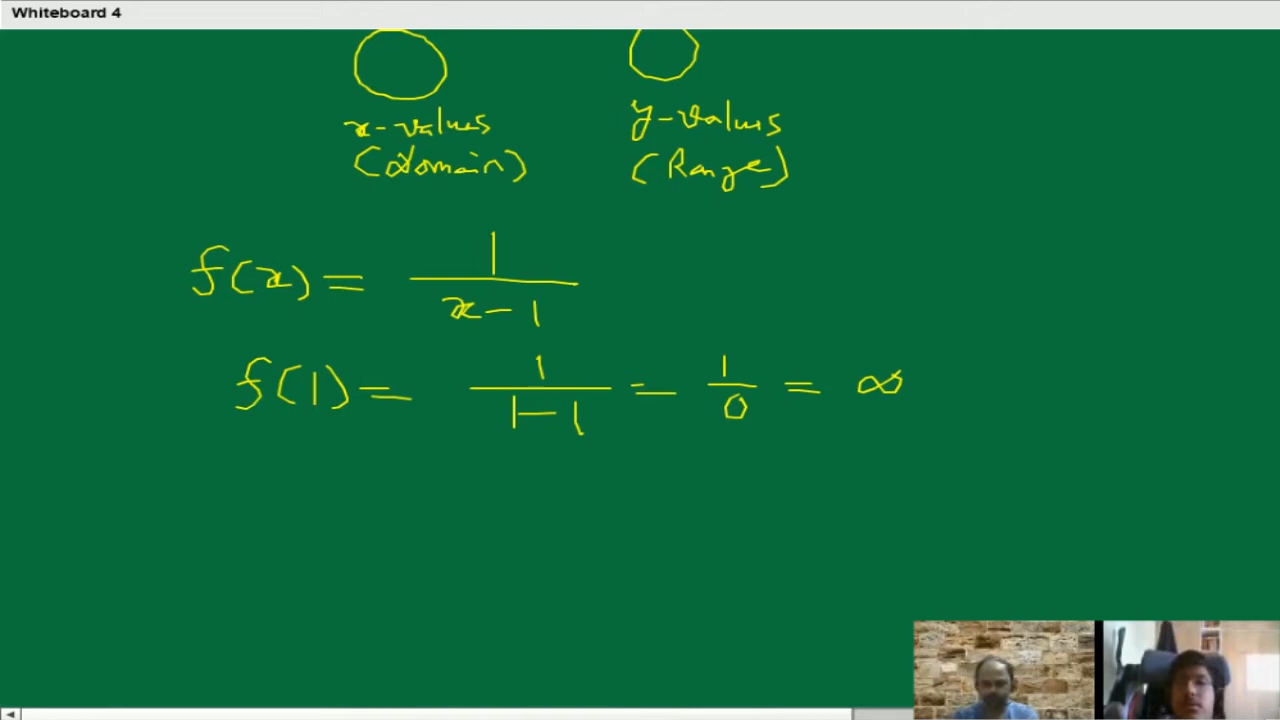 Whiteboard 4
x-values y-values
(domain) (Range)
f(x) = 1/(x-1)
f(1) = 1/(1-1) = 1/0 = ∞